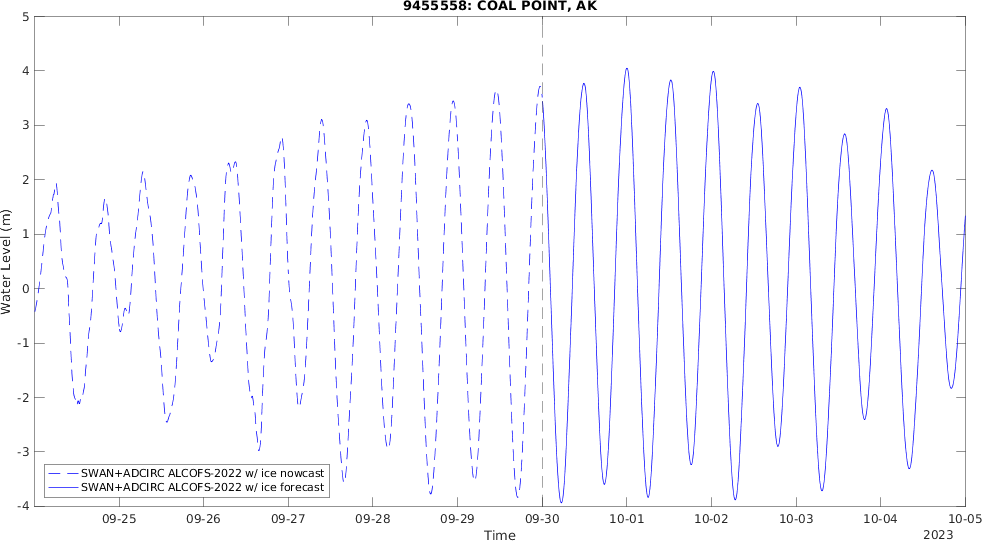 9455558: COAL POINT, AK
5
4
3
2
1
0
-1
-2
-3
-4
Water Level (m)
SWAN+ADCIRC ALCOFS-2022 w/ ice nowcast
SWAN+ADCIRC ALCOFS-2022 w/ ice forecast
09-25 09-26 09-27 09-28 09-29 09-30 10-01 10-02 10-03 10-04 10-05
Time
2023